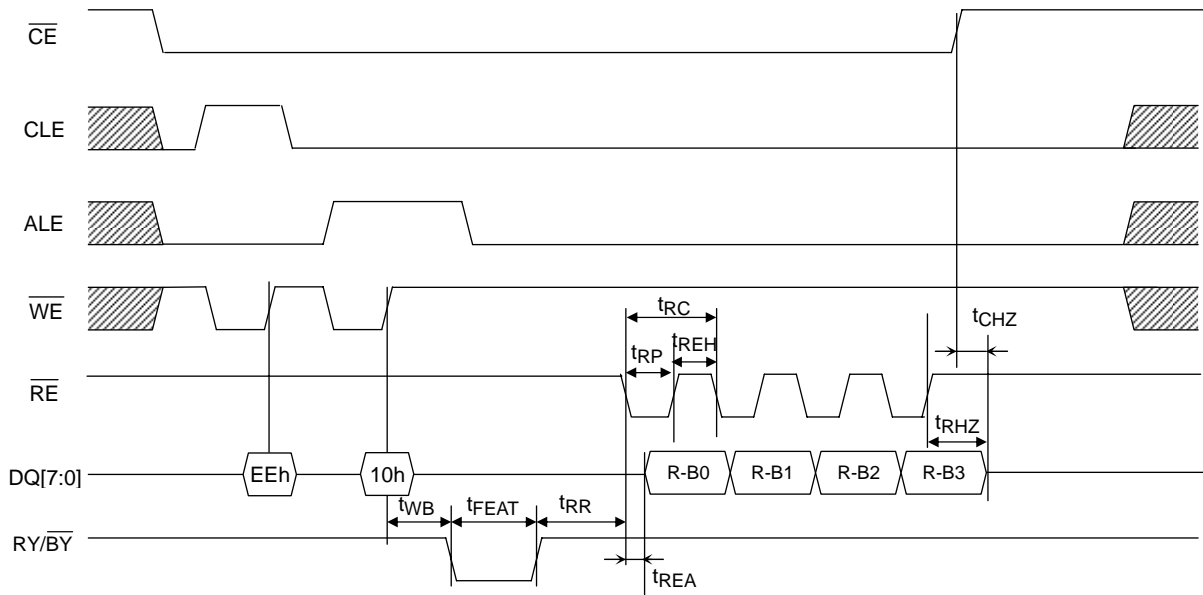 CE
CLE
ALE
WE
tRC
tCHZ
tRP
tREH
RE
tRHZ
DQ[7:0]
EEh
10h
R-B0
R-B1
R-B2
R-B3
tWB
tFEAT
tRR
RY/BY
tREA